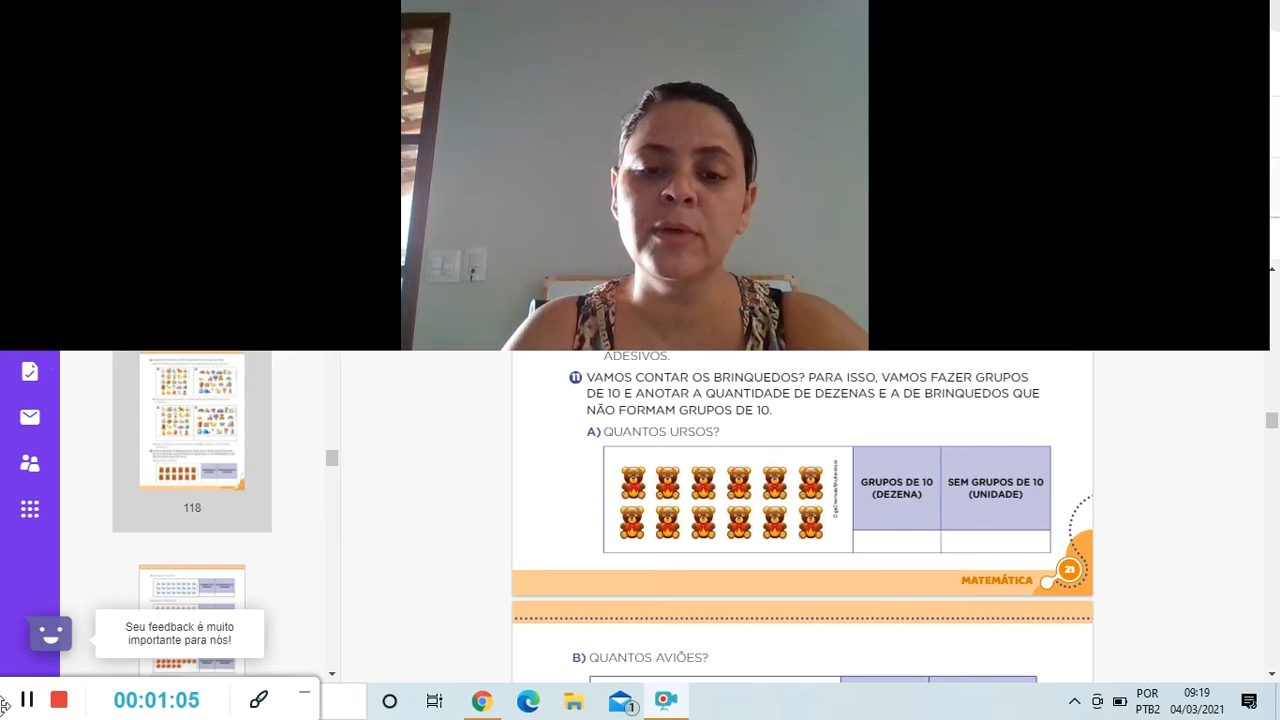 ADESIVOS.
11 VAMOS CONTAR OS BRINQUEDOS? PARA ISSO, VAMOS FAZER GRUPOS
DE 10 E ANOTAR A QUANTIDADE DE DEZENAS E A DE BRINQUEDOS QUE
NÃO FORMAM GRUPOS DE 10.
A) QUANTOS URSOS?
GRUPOS DE 10
(DEZENA)
SEM GRUPOS DE 10
(UNIDADE)
MATEMÁTICA 21
B) QUANTOS AVIÕES?
118
Seu feedback é muito
importante para nós!
00:01:05
1
POR
PTB2
09:19
04/03/2021